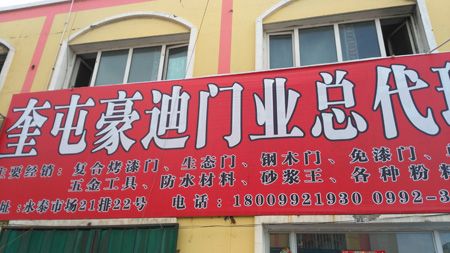 奎屯豪迪门业总代理
主要经销：复合烤漆门、生态门、钢木门、免漆门、
五金工具、防水材料、砂浆王、各种粉料
址：永泰市场21排22号 电话：18009921930 0992-3